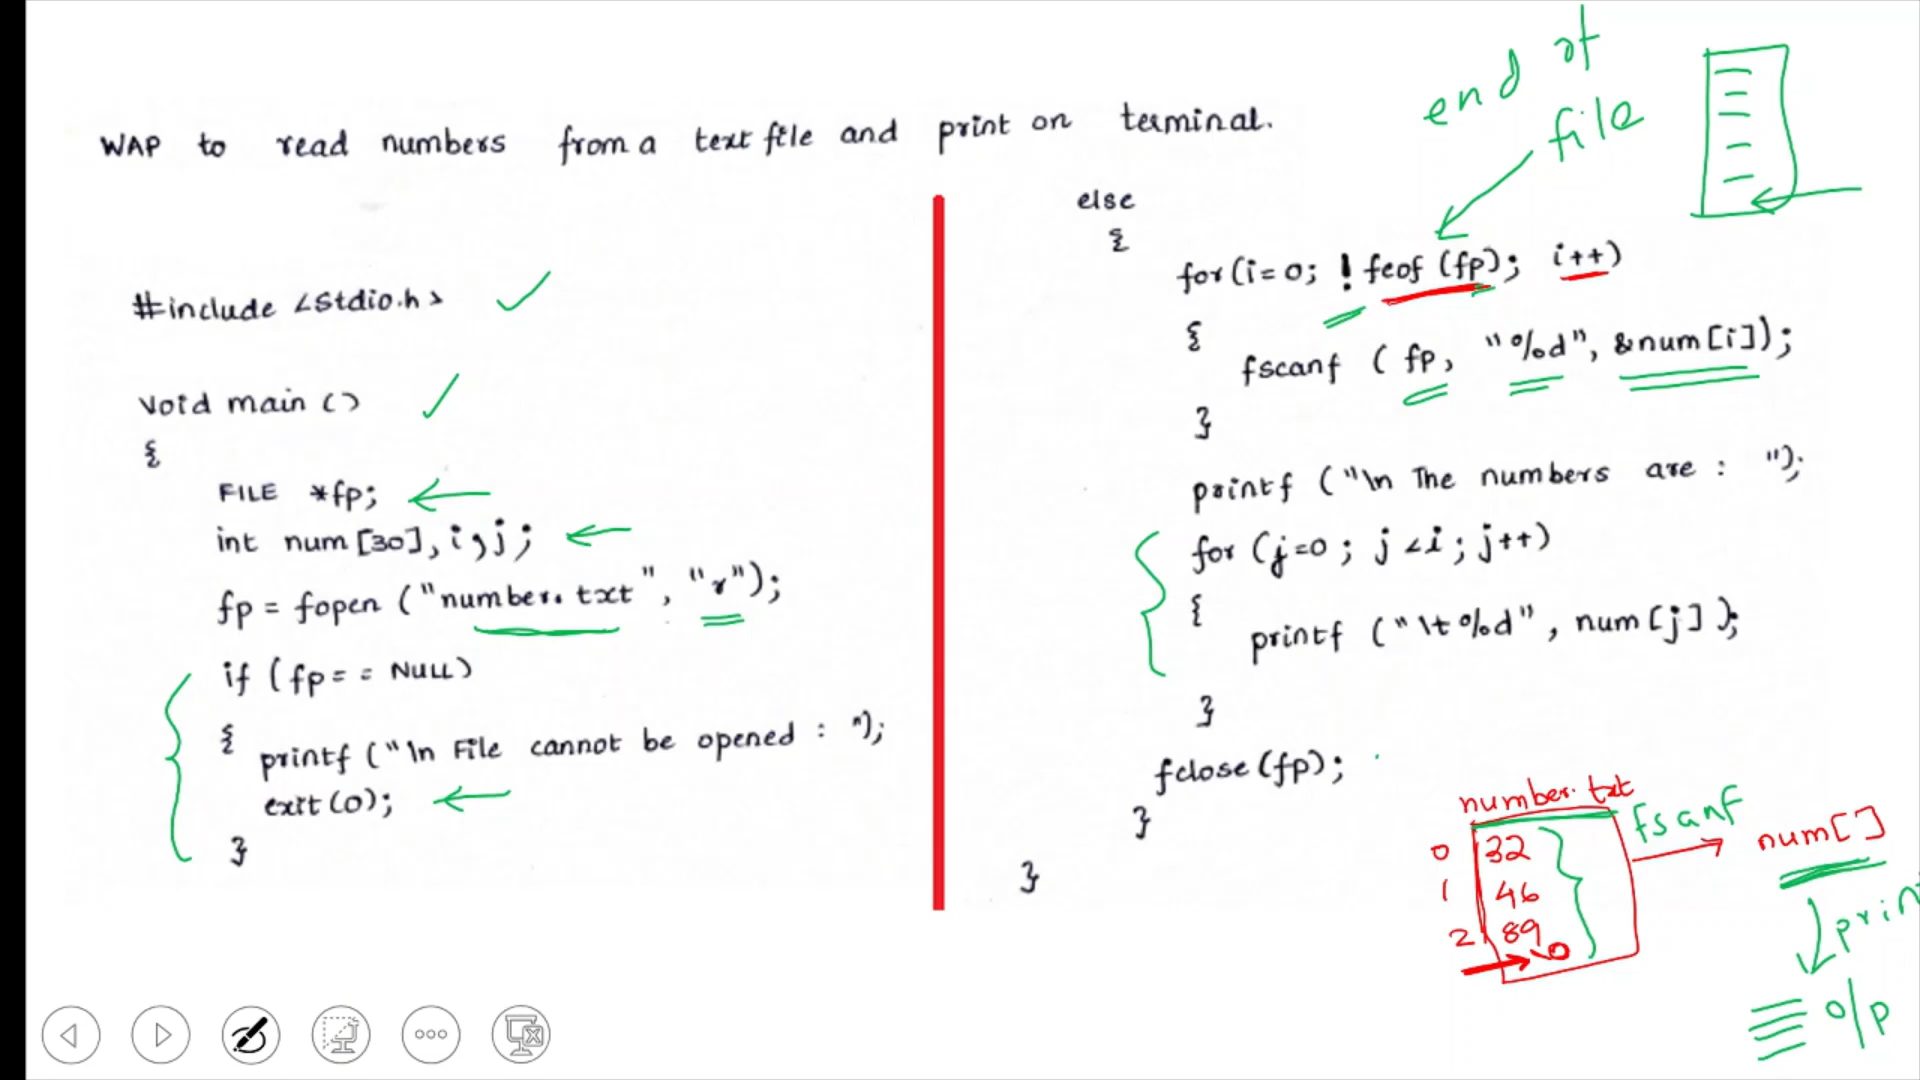 WAP to read numbers from a text file and print on terminal.
#include <stdio.h>
void main ()
{
FILE *fp;
int num [30], i, j;
fp = fopen ("number.txt", "r");
if (fp = = NULL)
{
printf ("\n File cannot be opened : ");
exit (0);
}
else
{
for (i = 0; ! feof (fp); i++)
{
fscanf ( fp, "%d", &num [i]);
}
printf ("\n The numbers are : ");
for (j=0 ; j <i ; j++)
{
printf ("\t %d", num [j] );
}
fclose (fp);
}
}
end of
file
number.txt
0 32
1 46
2 89
\0
fsanf
num[]
prin
o/p